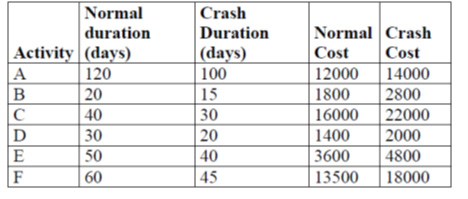 Activity Normal duration (days) Crash Duration (days) Normal Cost Crash Cost
A 120 100 12000 14000
B 20 15 1800 2800
C 40 30 16000 22000
D 30 20 1400 2000
E 50 40 3600 4800
F 60 45 13500 18000